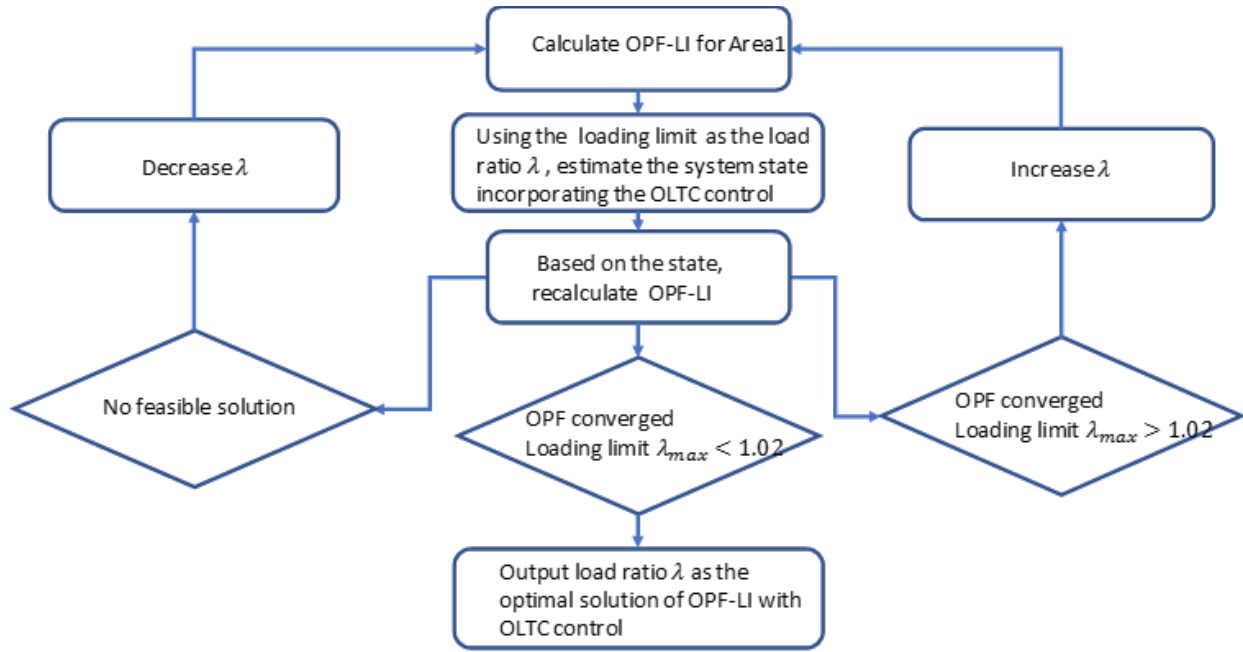 Calculate OPF-LI for Area1
Using the loading limit as the load
ratio λ , estimate the system state
incorporating the OLTC control
Decrease λ
Increase λ
Based on the state,
recalculate OPF-LI
No feasible solution
OPF converged
Loading limit λmax < 1.02
OPF converged
Loading limit λmax > 1.02
Output load ratio λ as the
optimal solution of OPF-LI with
OLTC control